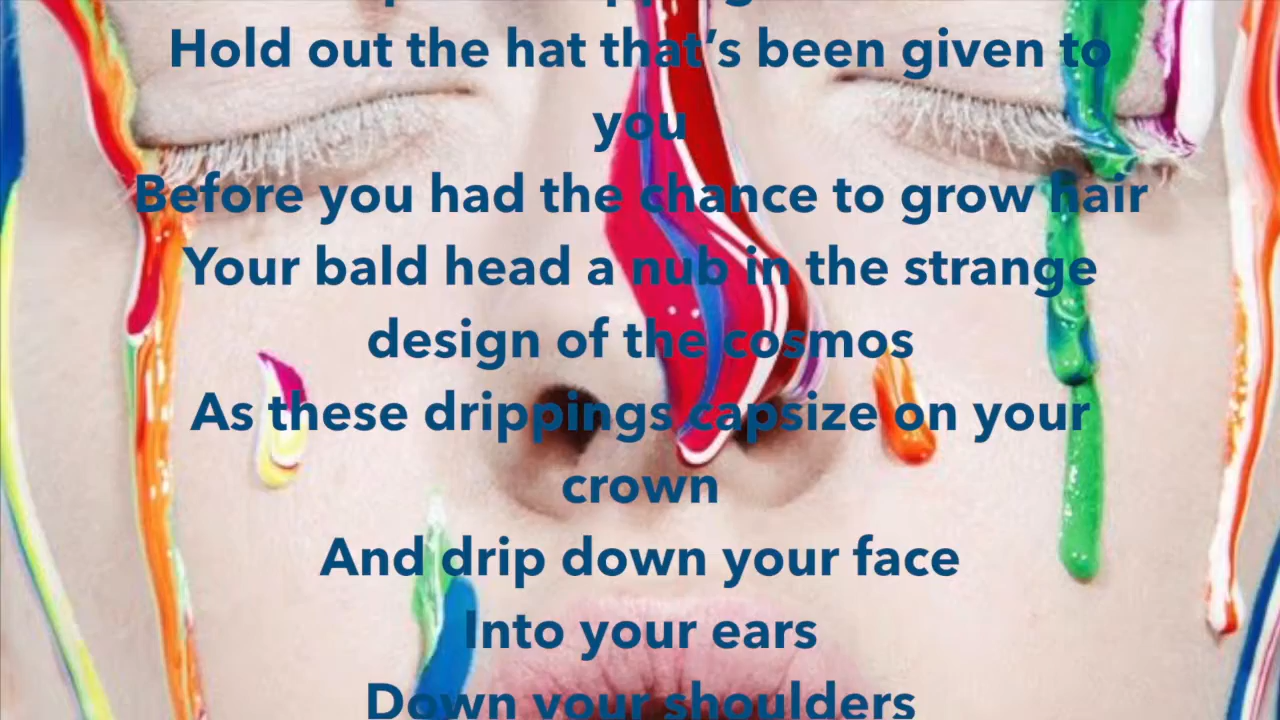 Hold out the hat that's been given to
you
Before you had the chance to grow hair
Your bald head a nub in the strange
design of the cosmos
As these drippings capsize on your
crown
And drip down your face
Into your ears
Down your shoulders